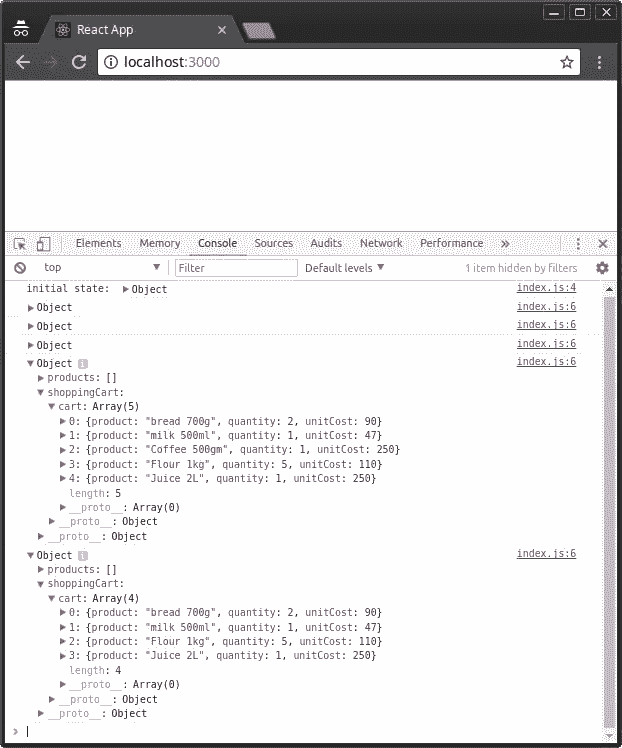 React App
localhost:3000
Elements Memory Console Sources Audits Network Performance »
top Filter Default levels 1 item hidden by filters
initial state: Object index.js:4
Object index.js:6
Object index.js:6
Object index.js:6
Object index.js:6
products: []
shoppingCart:
cart: Array(5)
0: {product: "bread 700g", quantity: 2, unitCost: 90}
1: {product: "milk 500ml", quantity: 1, unitCost: 47}
2: {product: "Coffee 500gm", quantity: 1, unitCost: 250}
3: {product: "Flour 1kg", quantity: 5, unitCost: 110}
4: {product: "Juice 2L", quantity: 1, unitCost: 250}
length: 5
__proto__: Array(0)
__proto__: Object
__proto__: Object
Object index.js:6
products: []
shoppingCart:
cart: Array(4)
0: {product: "bread 700g", quantity: 2, unitCost: 90}
1: {product: "milk 500ml", quantity: 1, unitCost: 47}
2: {product: "Flour 1kg", quantity: 5, unitCost: 110}
3: {product: "Juice 2L", quantity: 1, unitCost: 250}
length: 4
__proto__: Array(0)
__proto__: Object
__proto__: Object